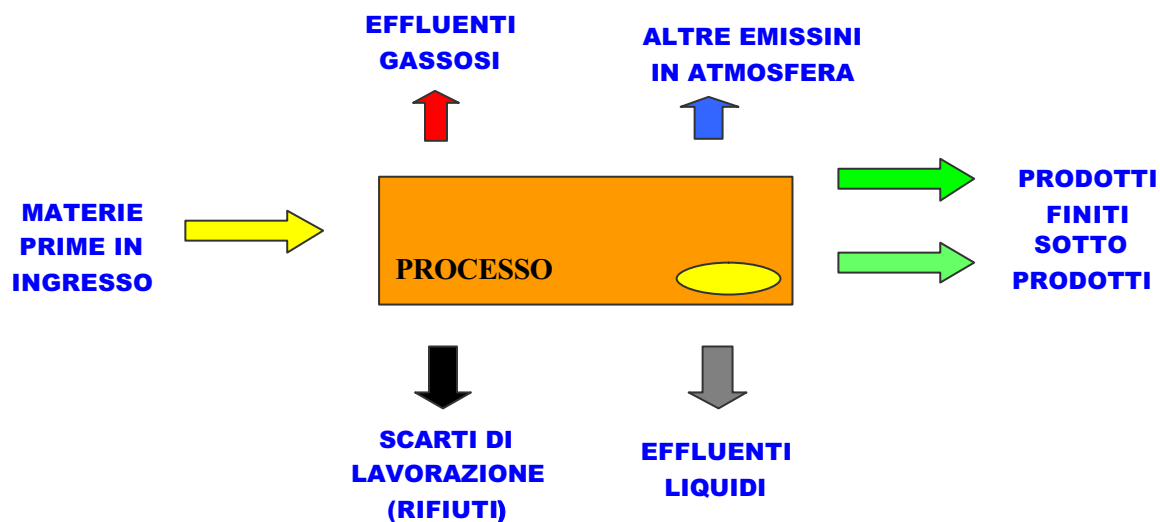 EFFLUENTI
GASSOSI
ALTRE EMISSINI
IN ATMOSFERA
MATERIE
PRIME IN
INGRESSO
PROCESSO
PRODOTTI
FINITI
SOTTO
PRODOTTI
SCARTI DI
LAVORAZIONE
(RIFIUTI)
EFFLUENTI
LIQUIDI